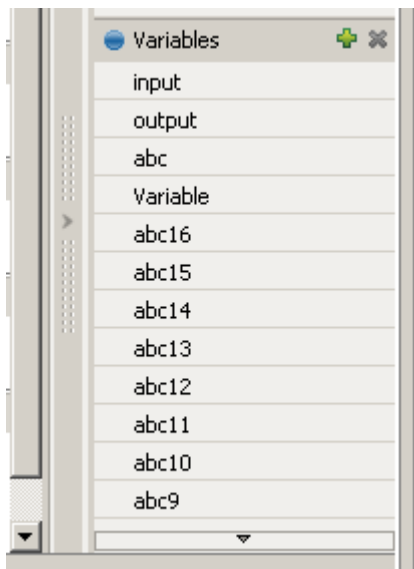 Variables
input
output
abc
Variable
abc16
abc15
abc14
abc13
abc12
abc11
abc10
abc9